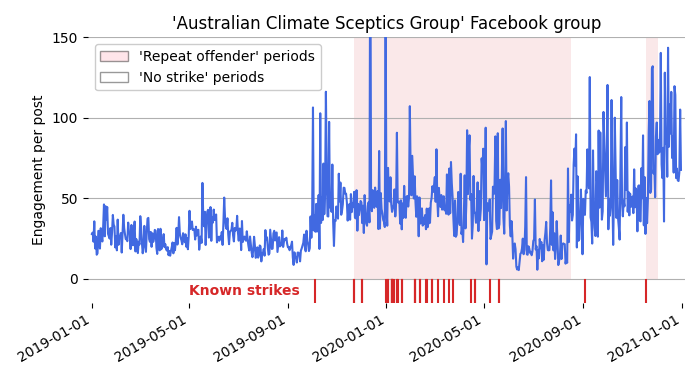 'Australian Climate Sceptics Group' Facebook group
Engagement per post
150
100
50
0
'Repeat offender' periods
'No strike' periods
Known strikes
2019-01-01
2019-05-01
2019-09-01
2020-01-01
2020-05-01
2020-09-01
2021-01-01